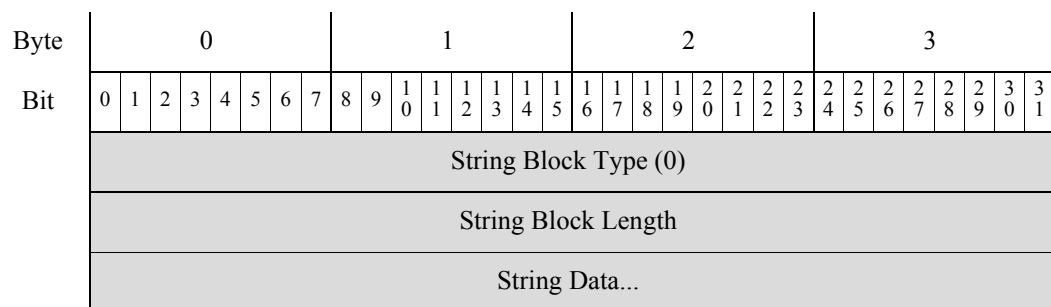 Byte 0 1 2 3
Bit 0 1 2 3 4 5 6 7 8 9 10 11 12 13 14 15 16 17 18 19 20 21 22 23 24 25 26 27 28 29 30 31
String Block Type (0)
String Block Length
String Data...